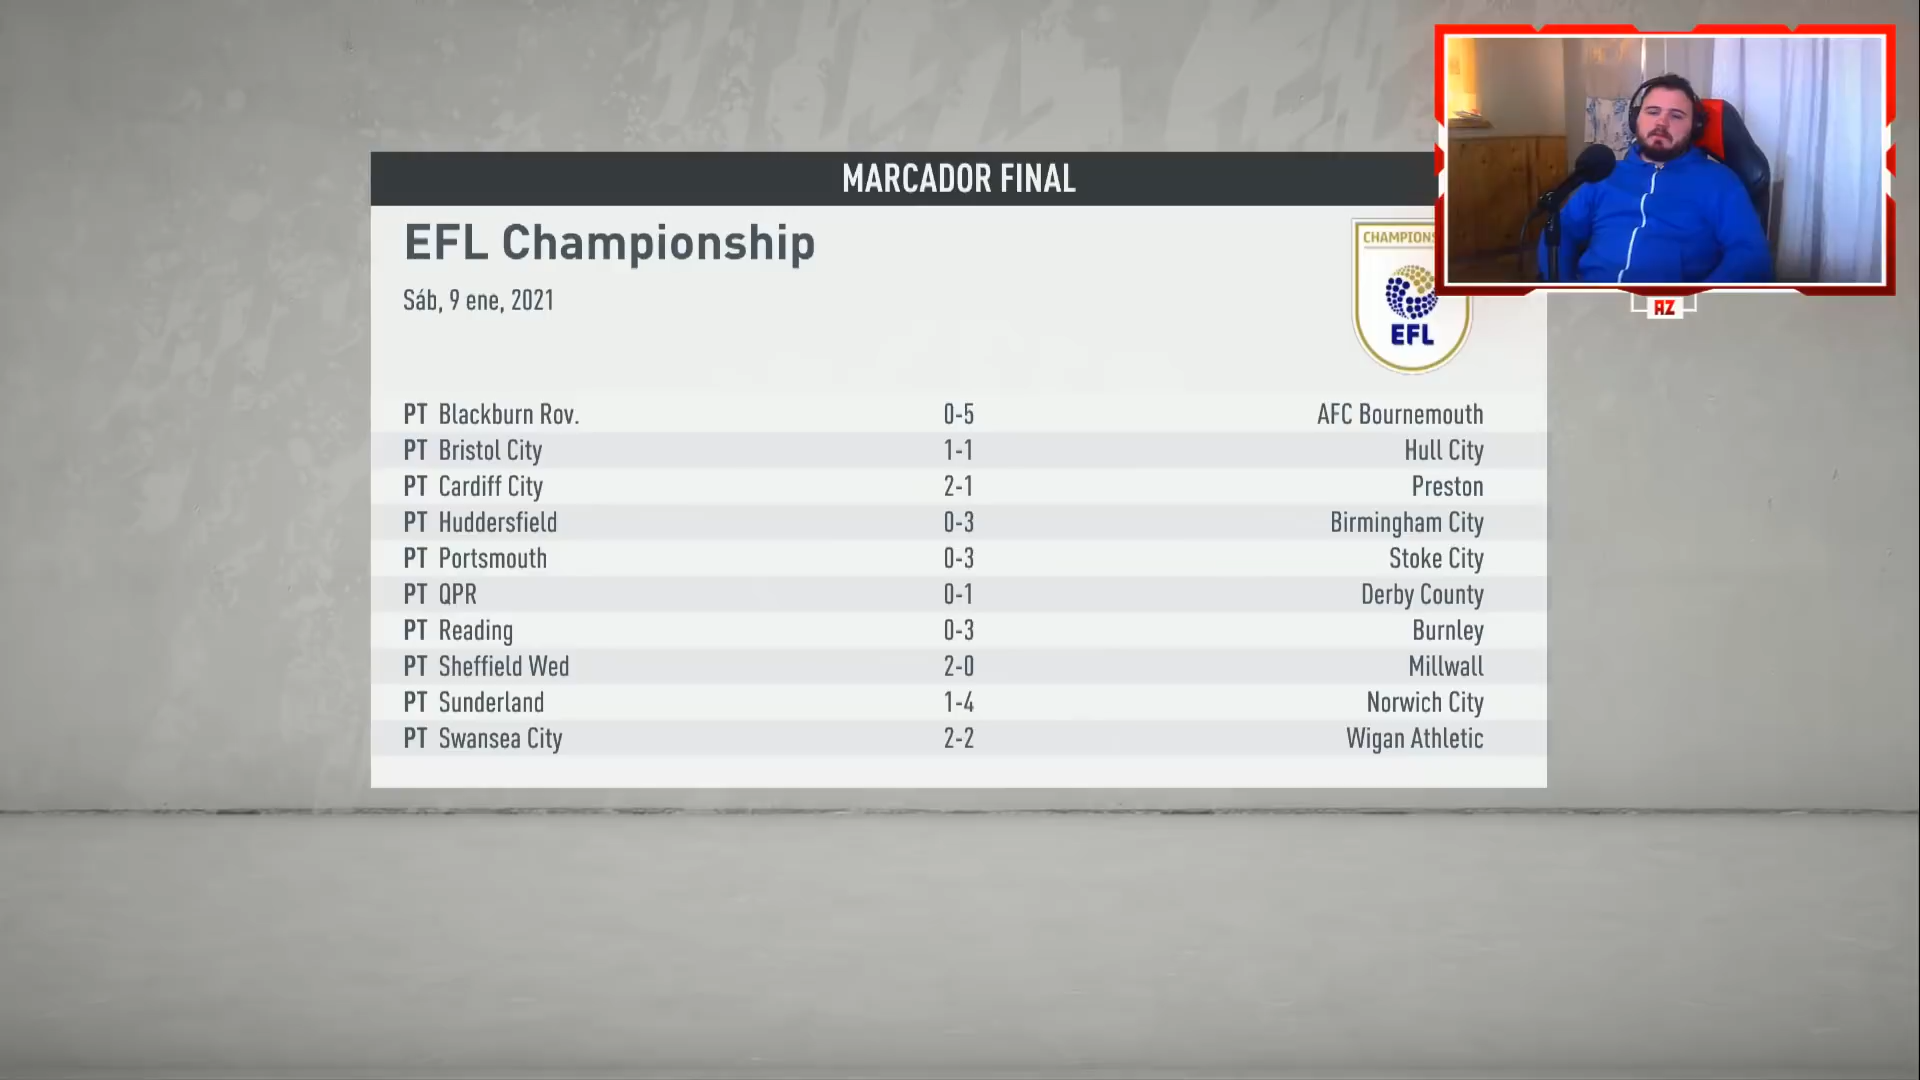 MARCADOR FINAL
EFL Championship
Sáb, 9 ene, 2021
CHAMPIONS
EFL
PT Blackburn Rov. 0-5 AFC Bournemouth
PT Bristol City 1-1 Hull City
PT Cardiff City 2-1 Preston
PT Huddersfield 0-3 Birmingham City
PT Portsmouth 0-3 Stoke City
PT QPR 0-1 Derby County
PT Reading 0-3 Burnley
PT Sheffield Wed 2-0 Millwall
PT Sunderland 1-4 Norwich City
PT Swansea City 2-2 Wigan Athletic
AZ